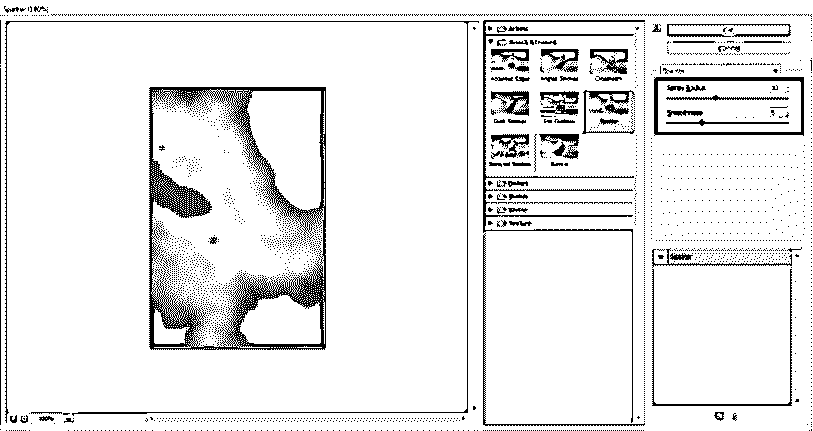 Spatter (100%)
Artistic
Brush Strokes
Accented Edges
Angled Strokes
Crosshatch
Dark Strokes
Ink Outlines
Spatter
Sprayed Strokes
Sumi-e
Distort
Sketch
Stylize
Texture
OK
Cancel
Spatter
Spray Radius 10
Smoothness 5
Spatter
100%